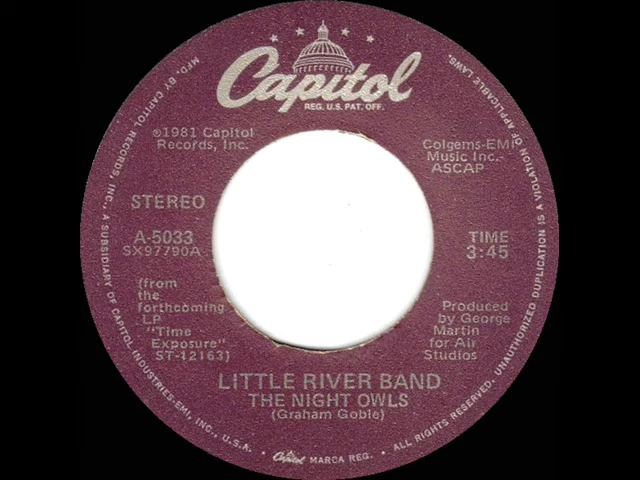 Capitol
REG. U.S. PAT. OFF.
℗1981 Capitol
Records, Inc.
Colgems-EMI
Music Inc.-
ASCAP
STEREO
A-5033
SX97790A
TIME
3:45
(from
the
forthcoming
LP
"Time
Exposure"
ST-12163)
Produced
by George
Martin
for Air
Studios
LITTLE RIVER BAND
THE NIGHT OWLS
(Graham Goble)
MFD. BY CAPITOL RECORDS, INC., A SUBSIDIARY OF CAPITOL INDUSTRIES-EMI, INC., U.S.A. • Capitol MARCA REG. • ALL RIGHTS RESERVED. UNAUTHORIZED DUPLICATION IS A VIOLATION OF APPLICABLE LAWS.